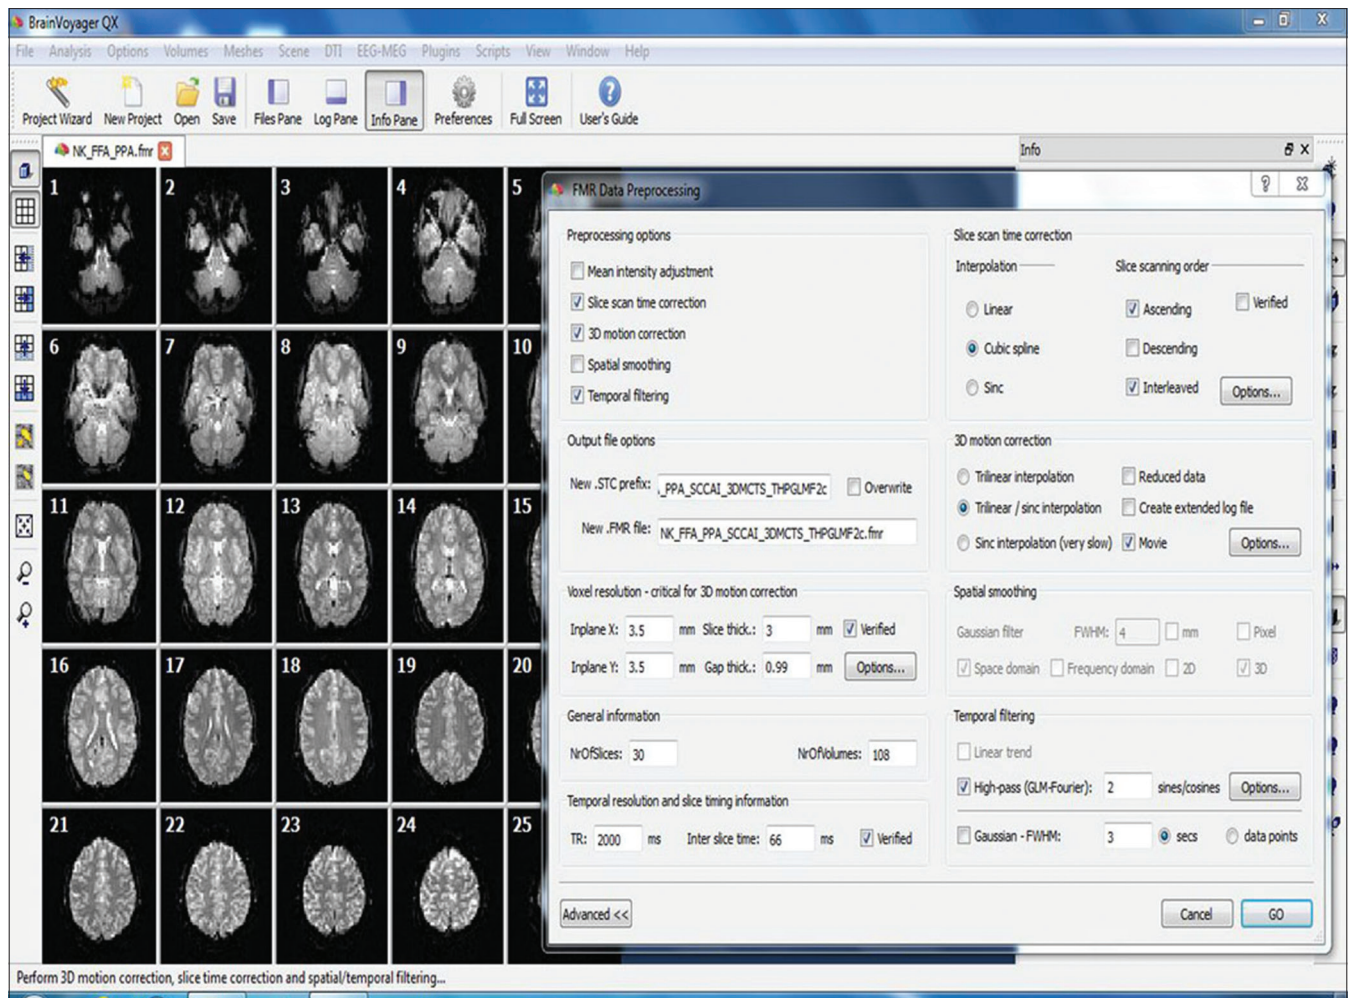 BrainVoyager QX
File Analysis Options Volumes Meshes Scene DTI EEG-MEG Plugins Scripts View Window Help
Project Wizard New Project Open Save Files Pane Log Pane Info Pane Preferences Full Screen User's Guide
NK_FFA_PPA.fmr
Info
1 2 3 4 5
6 7 8 9 10
11 12 13 14 15
16 17 18 19 20
21 22 23 24 25
FMR Data Preprocessing
Preprocessing options
Mean intensity adjustment
Slice scan time correction
3D motion correction
Spatial smoothing
Temporal filtering
Slice scan time correction
Interpolation Slice scanning order
Linear Ascending Verified
Cubic spline Descending
Sinc Interleaved Options...
Output file options
New .STC prefix: _PPA_SCCAI_3DMCTS_THPGLMF2c Overwrite
New .FMR file: NK_FFA_PPA_SCCAI_3DMCTS_THPGLMF2c.fmr
3D motion correction
Trilinear interpolation Reduced data
Trilinear / sinc interpolation Create extended log file
Sinc interpolation (very slow) Movie Options...
Voxel resolution - critical for 3D motion correction
Inplane X: 3.5 mm Slice thick.: 3 mm Verified
Inplane Y: 3.5 mm Gap thick.: 0.99 mm Options...
Spatial smoothing
Gaussian filter FWHM: 4 mm Pixel
Space domain Frequency domain 2D 3D
General information
NrOfSlices: 30 NrOfVolumes: 108
Temporal filtering
Linear trend
High-pass (GLM-Fourier): 2 sines/cosines Options...
Gaussian - FWHM: 3 secs data points
Temporal resolution and slice timing information
TR: 2000 ms Inter slice time: 66 ms Verified
Advanced << Cancel GO
Perform 3D motion correction, slice time correction and spatial/temporal filtering...